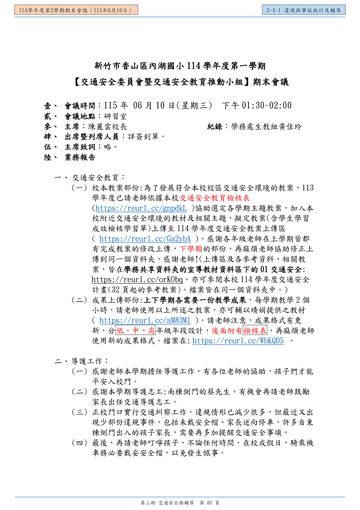 114學年度第2學期期末會議（115年6月10日）
3-4-1 違規與事故統計及輔導
新竹市香山區內湖國小114學年度第一學期
【交通安全委員會暨交通安全教育推動小組】期末會議
壹、 會議時間：115 年 06 月 10 日(星期三) 下午 01:30-02:00
貳、 會議地點：研習室
參、 主席：陳麗雲校長 紀錄：學務處生教組黃佳玲
肆、 出席暨列席人員：詳簽到單。
伍、 主席致詞：略。
陸、 業務報告
一、交通安全教育：
(一) 校本教案部份:為了發展符合本校校區交通安全環境的教案，113
學年度已請老師依據本校交通安全教育檢核表
(https://reurl.cc/gnpdkL )協助選定各學期主題教案，加入本
校附近交通安全環境的教材及相關主題，擬定教案(含學生學習
成效檢核學習單)上傳至114學年度交通安全教案上傳區
( https://reurl.cc/Ga2vbA )。感謝各年級老師在上學期皆都
有完成教案的修改上傳，下學期的部份，再麻煩老師協助修正上
傳到同一個資料夾，感謝老師!(上傳區及各參考資料、相關教
案，皆在學務共享資料夾的宣導教材資料區下的 01 交通安全:
https://reurl.cc/orKObq，亦可參閱本校114學年度交通安全
計畫(32頁起的參考教案)。檔案皆在同一個資料夾中。)
(二) 成果上傳部份:上下學期各需要一份教學成果，每學期教學2個
小時，請老師使用以上所述之教案，亦可輔以靖娟提供之教材
( https://reurl.cc/nM83Ml )。請老師注意，成果格式有更
新，分低、中、高年級年段設計，後面附有檢核表，再麻煩老師
使用新的成果格式，檔案在:https://reurl.cc/WbKQD5 。
二、導護工作：
(一) 感謝老師本學期擔任導護工作，有各位老師的協助，孩子們才能
平安入校門。
(二) 感謝本學期導護志工:南棟側門的蔡先生。有機會再請老師鼓勵
家長出任交通導護志工。
(三) 正校門口實行交通糾察工作，違規情形已減少很多，但最近又出
現少部份違規事件，包括未戴安全帽、家長逆向停車，許多自東
棟側門出入的孩子家長，需要再多加提醒交通安全事項。
(四) 最後，再請老師叮嚀孩子，不論任何時間，在校或假日，騎乘機
車務必要戴妥安全帽，以免發生憾事。
第三冊 交通安全與輔導 第 80 頁